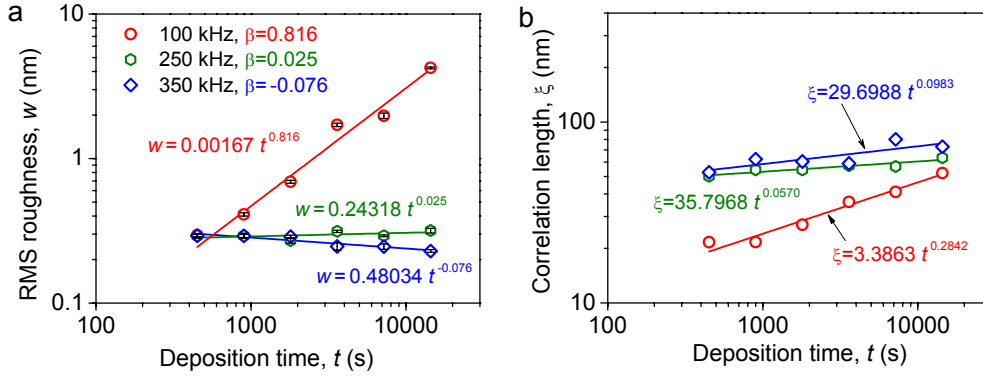 a
RMS roughness, w (nm)
10
1
0.1
100 kHz, β=0.816
250 kHz, β=0.025
350 kHz, β=-0.076
w = 0.00167 t^0.816
w = 0.24318 t^0.025
w = 0.48034 t^-0.076
100 1000 10000
Deposition time, t (s)
b
Correlation length, ξ (nm)
100
10
ξ=29.6988 t^0.0983
ξ=35.7968 t^0.0570
ξ=3.3863 t^0.2842
100 1000 10000
Deposition time, t (s)